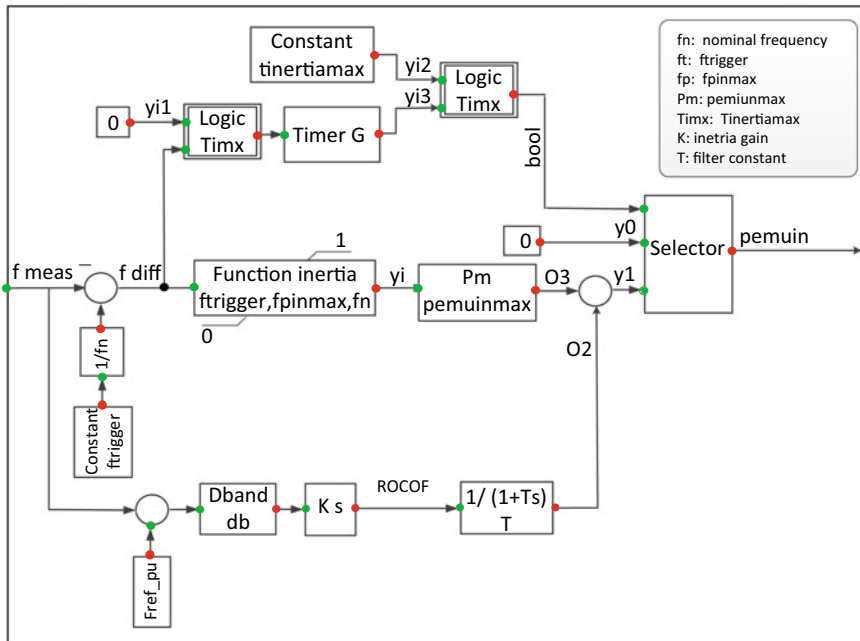 Constant
tinertiamax
yi2
yi3
Logic
Timx
fn: nominal frequency
ft: ftrigger
fp: fpinmax
Pm: pemiunmax
Timx: Tinertiamax
K: inetria gain
T: filter constant
0
yi1
Logic
Timx
Timer G
bool
0
y0
Selector
pemuin
1
f meas
−
f diff
Function inertia
ftrigger,fpinmax,fn
0
yi
Pm
pemuinmax
O3
y1
O2
1/fn
Constant
ftrigger
Dband
db
K s
ROCOF
1/ (1+Ts)
T
Fref_pu